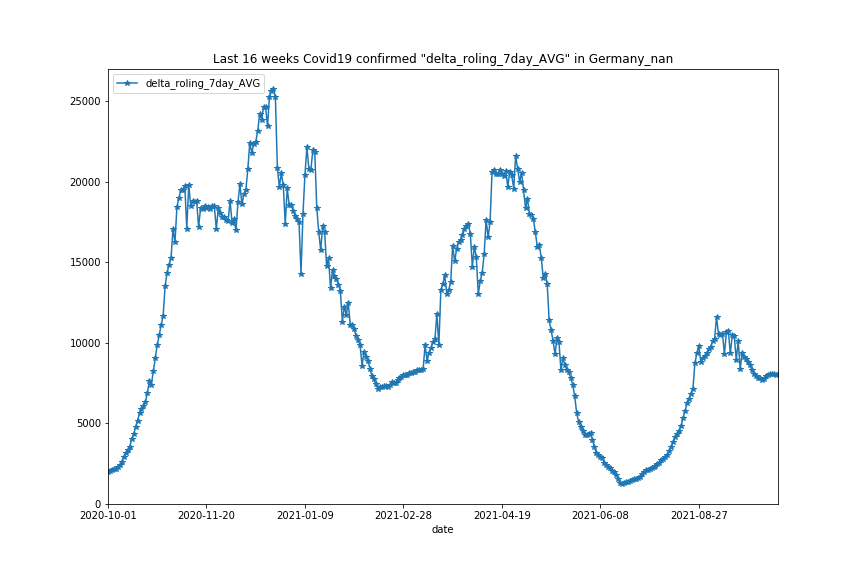 Last 16 weeks Covid19 confirmed "delta_roling_7day_AVG" in Germany_nan
delta_roling_7day_AVG
25000
20000
15000
10000
5000
0
2020-10-01 2020-11-20 2021-01-09 2021-02-28 2021-04-19 2021-06-08 2021-08-27
date